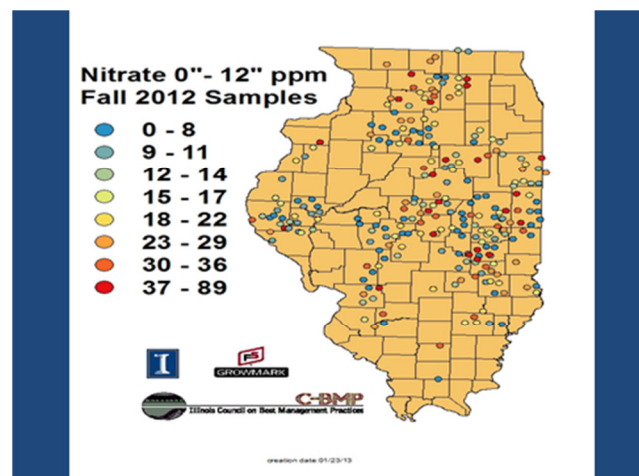 Nitrate 0"- 12" ppm
Fall 2012 Samples
0 - 8
9 - 11
12 - 14
15 - 17
18 - 22
23 - 29
30 - 36
37 - 89
I
FS
GROWMARK
C-BMP
Illinois Council on Best Management Practices
creation date:01/23/13